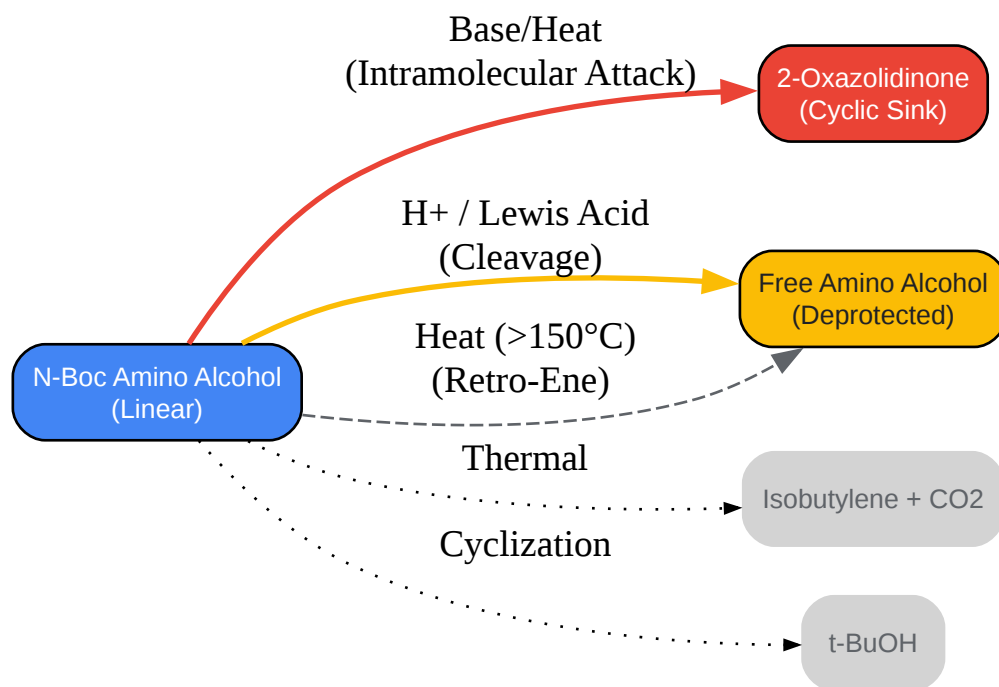 Base/Heat
(Intramolecular Attack)
2-Oxazolidinone
(Cyclic Sink)
H+ / Lewis Acid
(Cleavage)
Free Amino Alcohol
(Deprotected)
Heat (>150°C)
(Retro-Ene)
N-Boc Amino Alcohol
(Linear)
Thermal
Isobutylene + CO2
Cyclization
t-BuOH